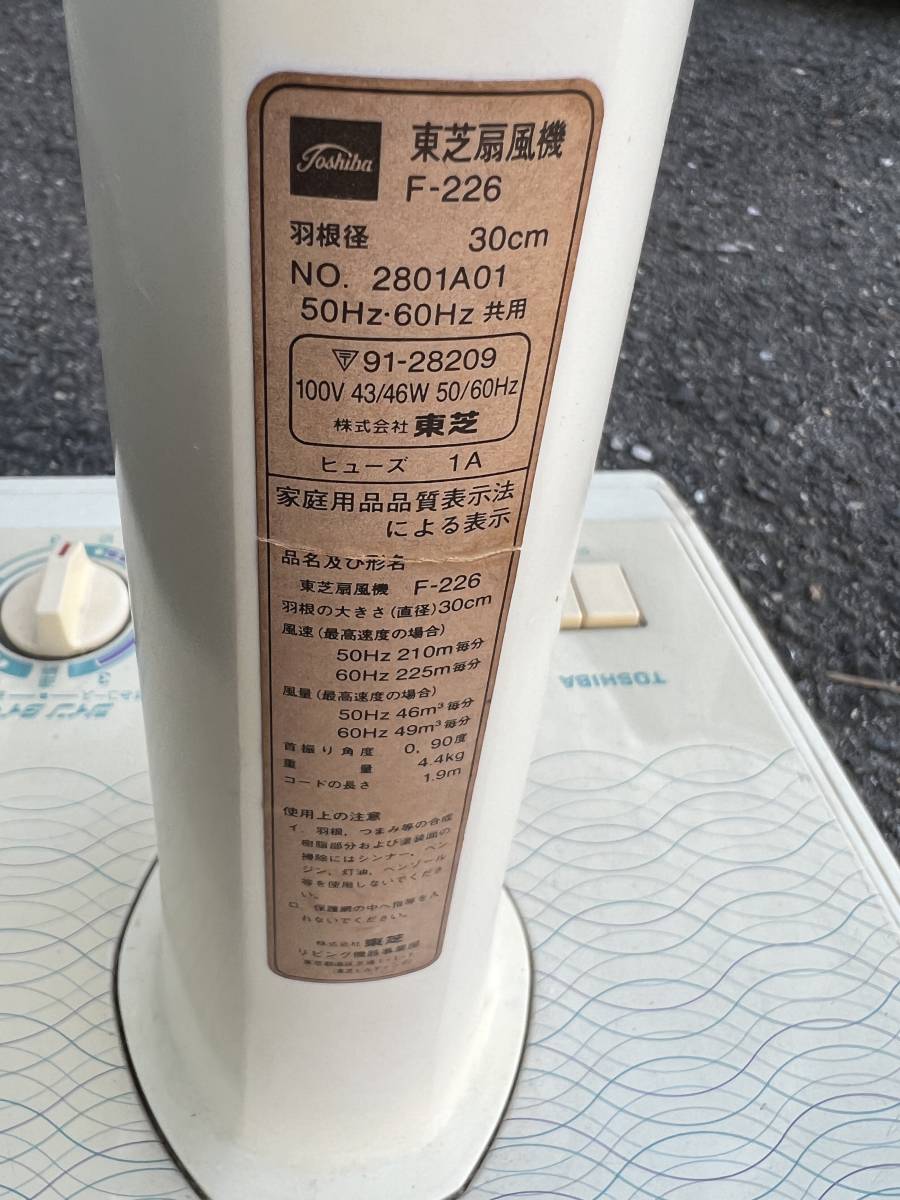 Toshiba
東芝扇風機
F-226
羽根径 30cm
NO. 2801A01
50Hz·60Hz 共用
〒91-28209
100V 43/46W 50/60Hz
株式会社 東芝
ヒューズ 1A
家庭用品品質表示法
による表示
品名及び形名
東芝扇風機 F-226
羽根の大きさ(直径)30cm
風速(最高速度の場合)
50Hz 210m毎分
60Hz 225m毎分
風量(最高速度の場合)
50Hz 46m³毎分
60Hz 49m³毎分
首振り角度 0, 90度
重量 4.4kg
コードの長さ 1.9m
使用上の注意
イ. 羽根, つまみ等の合成
樹脂部分および塗装面の
掃除にはシンナー, ベン
ジン, 灯油, ベンゾール
等を使用しないでくださ
い。
ロ. 保護網の中へ指等を入
れないでください。
株式会社 東芝
リビング機器事業部
TOSHIBA